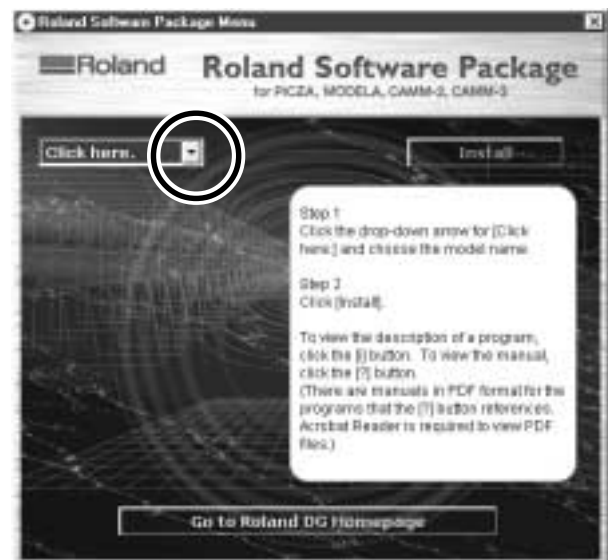 Roland Software Package Menu
Roland
Roland Software Package
for PICZA, MODELA, CAMM-2, CAMM-3
Click here.
Install...
Step 1
Click the drop-down arrow for [Click
here.] and choose the model name.
Step 2
Click [Install].
To view the description of a program,
click the [i] button. To view the manual,
click the [?] button.
(There are manuals in PDF format for the
programs that the [?] button references.
Acrobat Reader is required to view PDF
files.)
Go to Roland DG Homepage